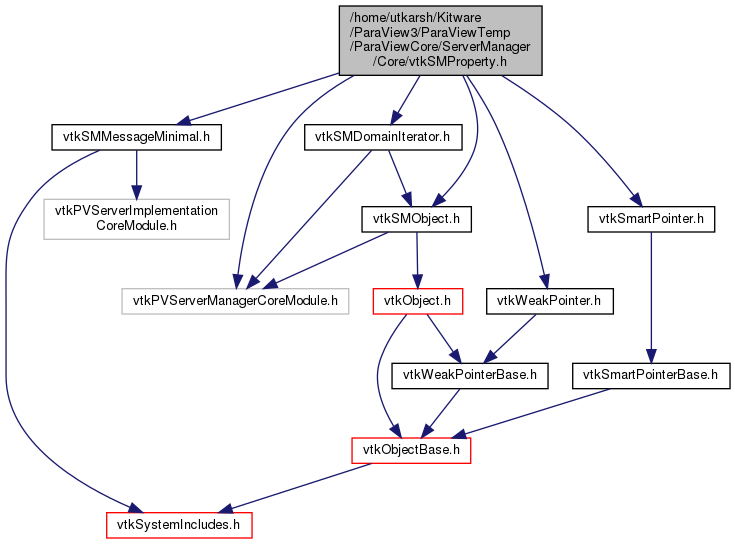 /home/utkarsh/Kitware
/ParaView3/ParaViewTemp
/ParaViewCore/ServerManager
/Core/vtkSMProperty.h
vtkSMMessageMinimal.h
vtkSMDomainIterator.h
vtkPVServerImplementation
CoreModule.h
vtkSMObject.h
vtkSmartPointer.h
vtkPVServerManagerCoreModule.h
vtkObject.h
vtkWeakPointer.h
vtkWeakPointerBase.h
vtkSmartPointerBase.h
vtkObjectBase.h
vtkSystemIncludes.h